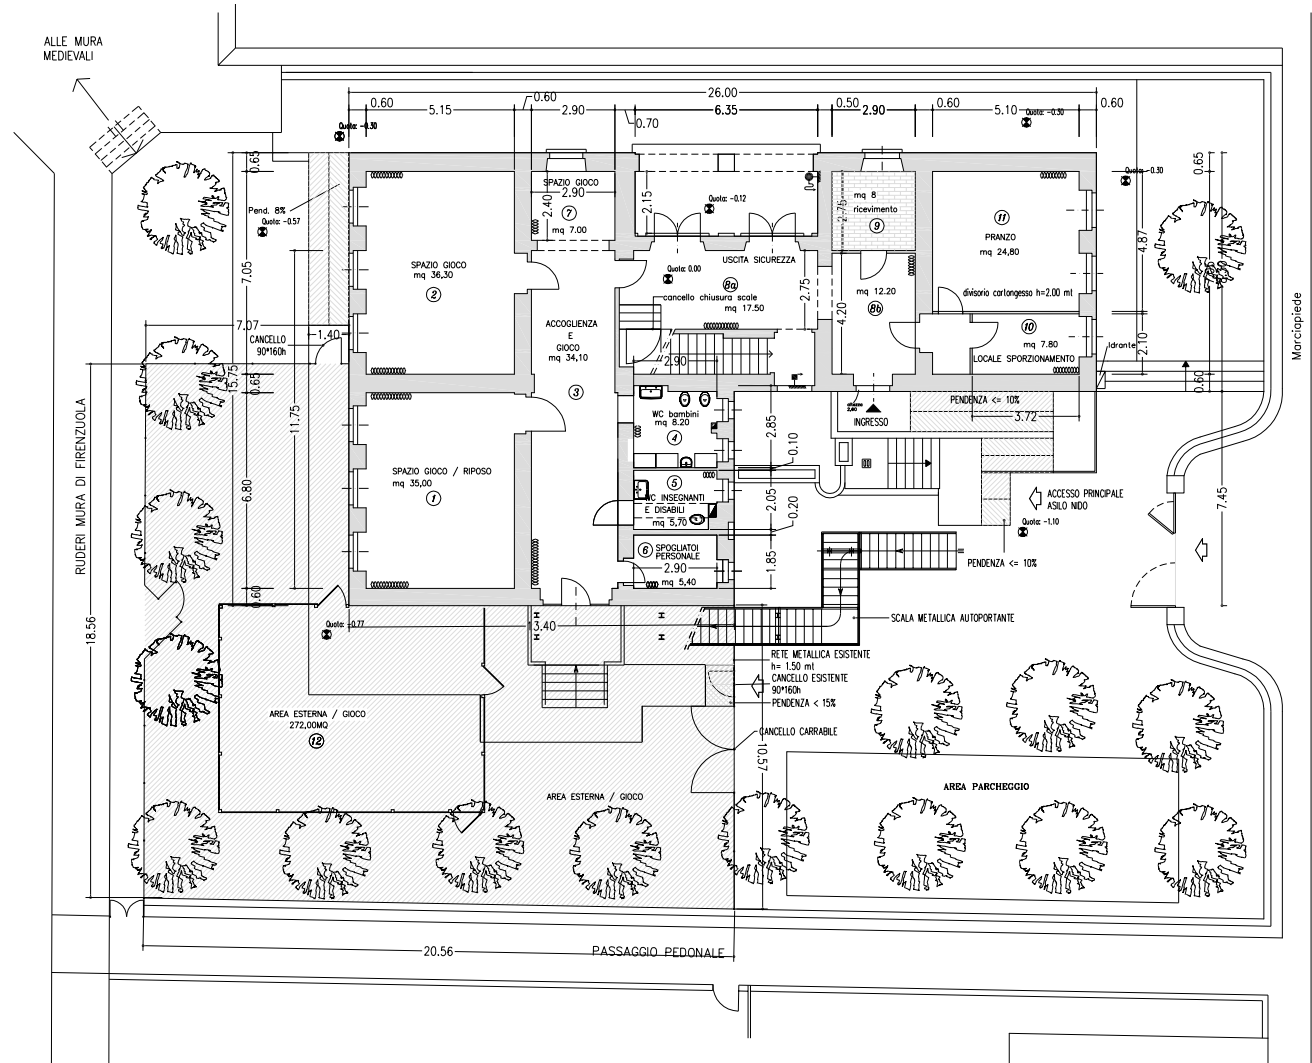 ALLE MURA
MEDIEVALI
26.00
0.60
5.15
0.60
2.90
0.70
6.35
0.50
2.90
0.60
5.10
0.60
Quota: -0.30
Quota: -0.30
Quota: -0.30
0.65
0.65
Pend. 8%
Quota: -0.57
SPAZIO GIOCO
2.90
2.40
7
mq 7.00
2.15
Quota: -0.12
mq 8
ricevimento
2.75
9
11
PRANZO
mq 24,80
4.87
7.05
SPAZIO GIOCO
mq 36,30
2
USCITA SICUREZZA
Quota: 0.00
8a
cancello chiusura scale
mq 17.50
2.75
mq 12.20
8b
4.20
divisorio cartongesso h=2.00 mt
10
mq 7.80
LOCALE SPORZIONAMENTO
2.10
Idrante
Marciapiede
7.07
1.40
CANCELLO
90*160h
15.75
0.65
ACCOGLIENZA
E
GIOCO
mq 34,10
3
2.90
0.60
PENDENZA <= 10%
3.72
INGRESSO
WC bambini
mq 8.20
4
2.85
0.10
11.75
RUDERI MURA DI FIRENZUOLA
SPAZIO GIOCO / RIPOSO
mq 35,00
1
6.80
5
WC INSEGNANTI
E DISABILI
mq 5,70
2.05
0.20
ACCESSO PRINCIPALE
ASILO NIDO
Quota: -1.10
7.45
6
SPOGLIATOI
PERSONALE
2.90
mq 5,40
1.85
PENDENZA <= 10%
0.60
18.56
Quota: -0.77
13.40
SCALA METALLICA AUTOPORTANTE
RETE METALLICA ESISTENTE
h= 1.50 mt
CANCELLO ESISTENTE
90*160h
PENDENZA < 15%
AREA ESTERNA / GIOCO
272,00MQ
12
CANCELLO CARRABILE
10.57
AREA ESTERNA / GIOCO
AREA PARCHEGGIO
20.56
PASSAGGIO PEDONALE